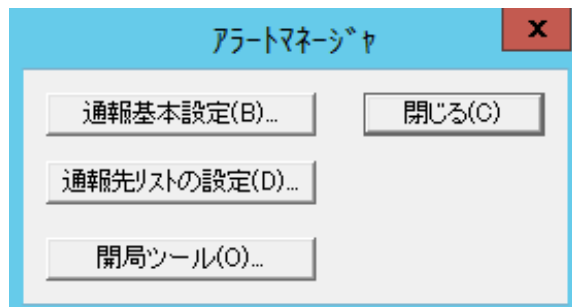 アラートマネージャ
x
通報基本設定(B)...
閉じる(C)
通報先リストの設定(D)...
開局ツール(O)...